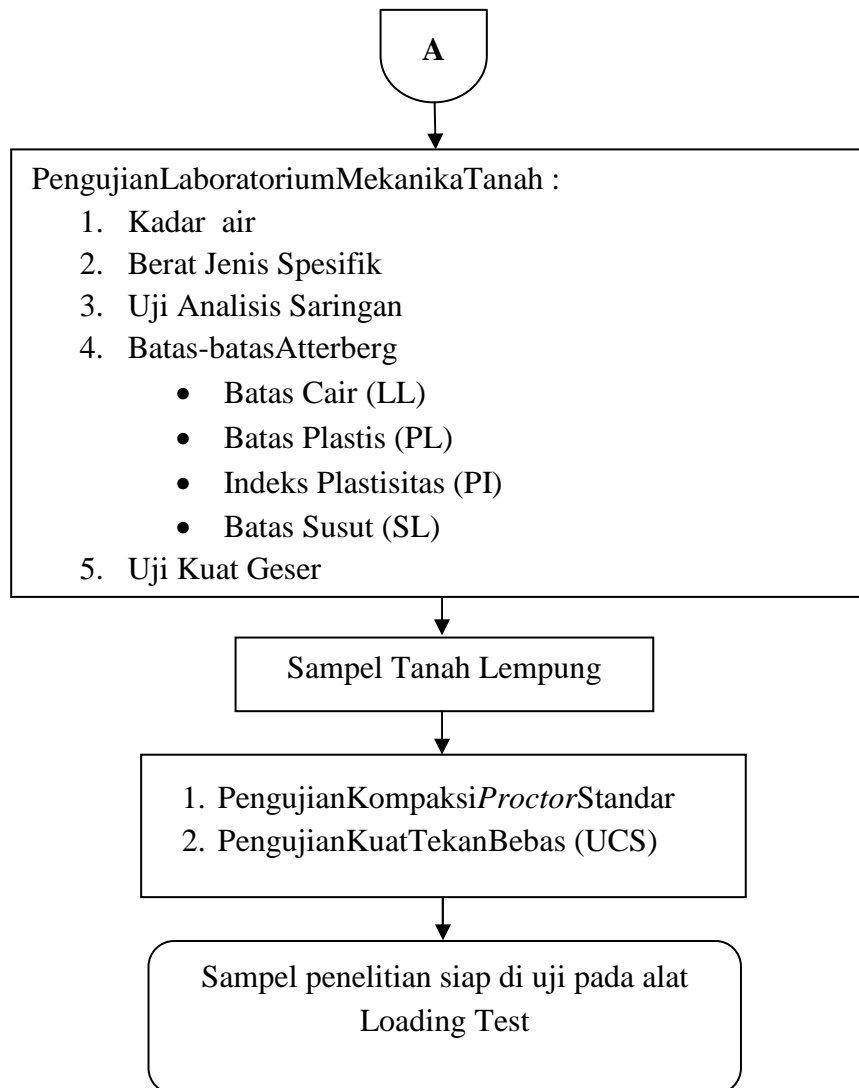 A
PengujianLaboratoriumMekanikaTanah :
1. Kadar air
2. Berat Jenis Spesifik
3. Uji Analisis Saringan
4. Batas-batasAtterberg
• Batas Cair (LL)
• Batas Plastis (PL)
• Indeks Plastisitas (PI)
• Batas Susut (SL)
5. Uji Kuat Geser
Sampel Tanah Lempung
1. PengujianKompaksiProctorStandar
2. PengujianKuatTekanBebas (UCS)
Sampel penelitian siap di uji pada alat
Loading Test